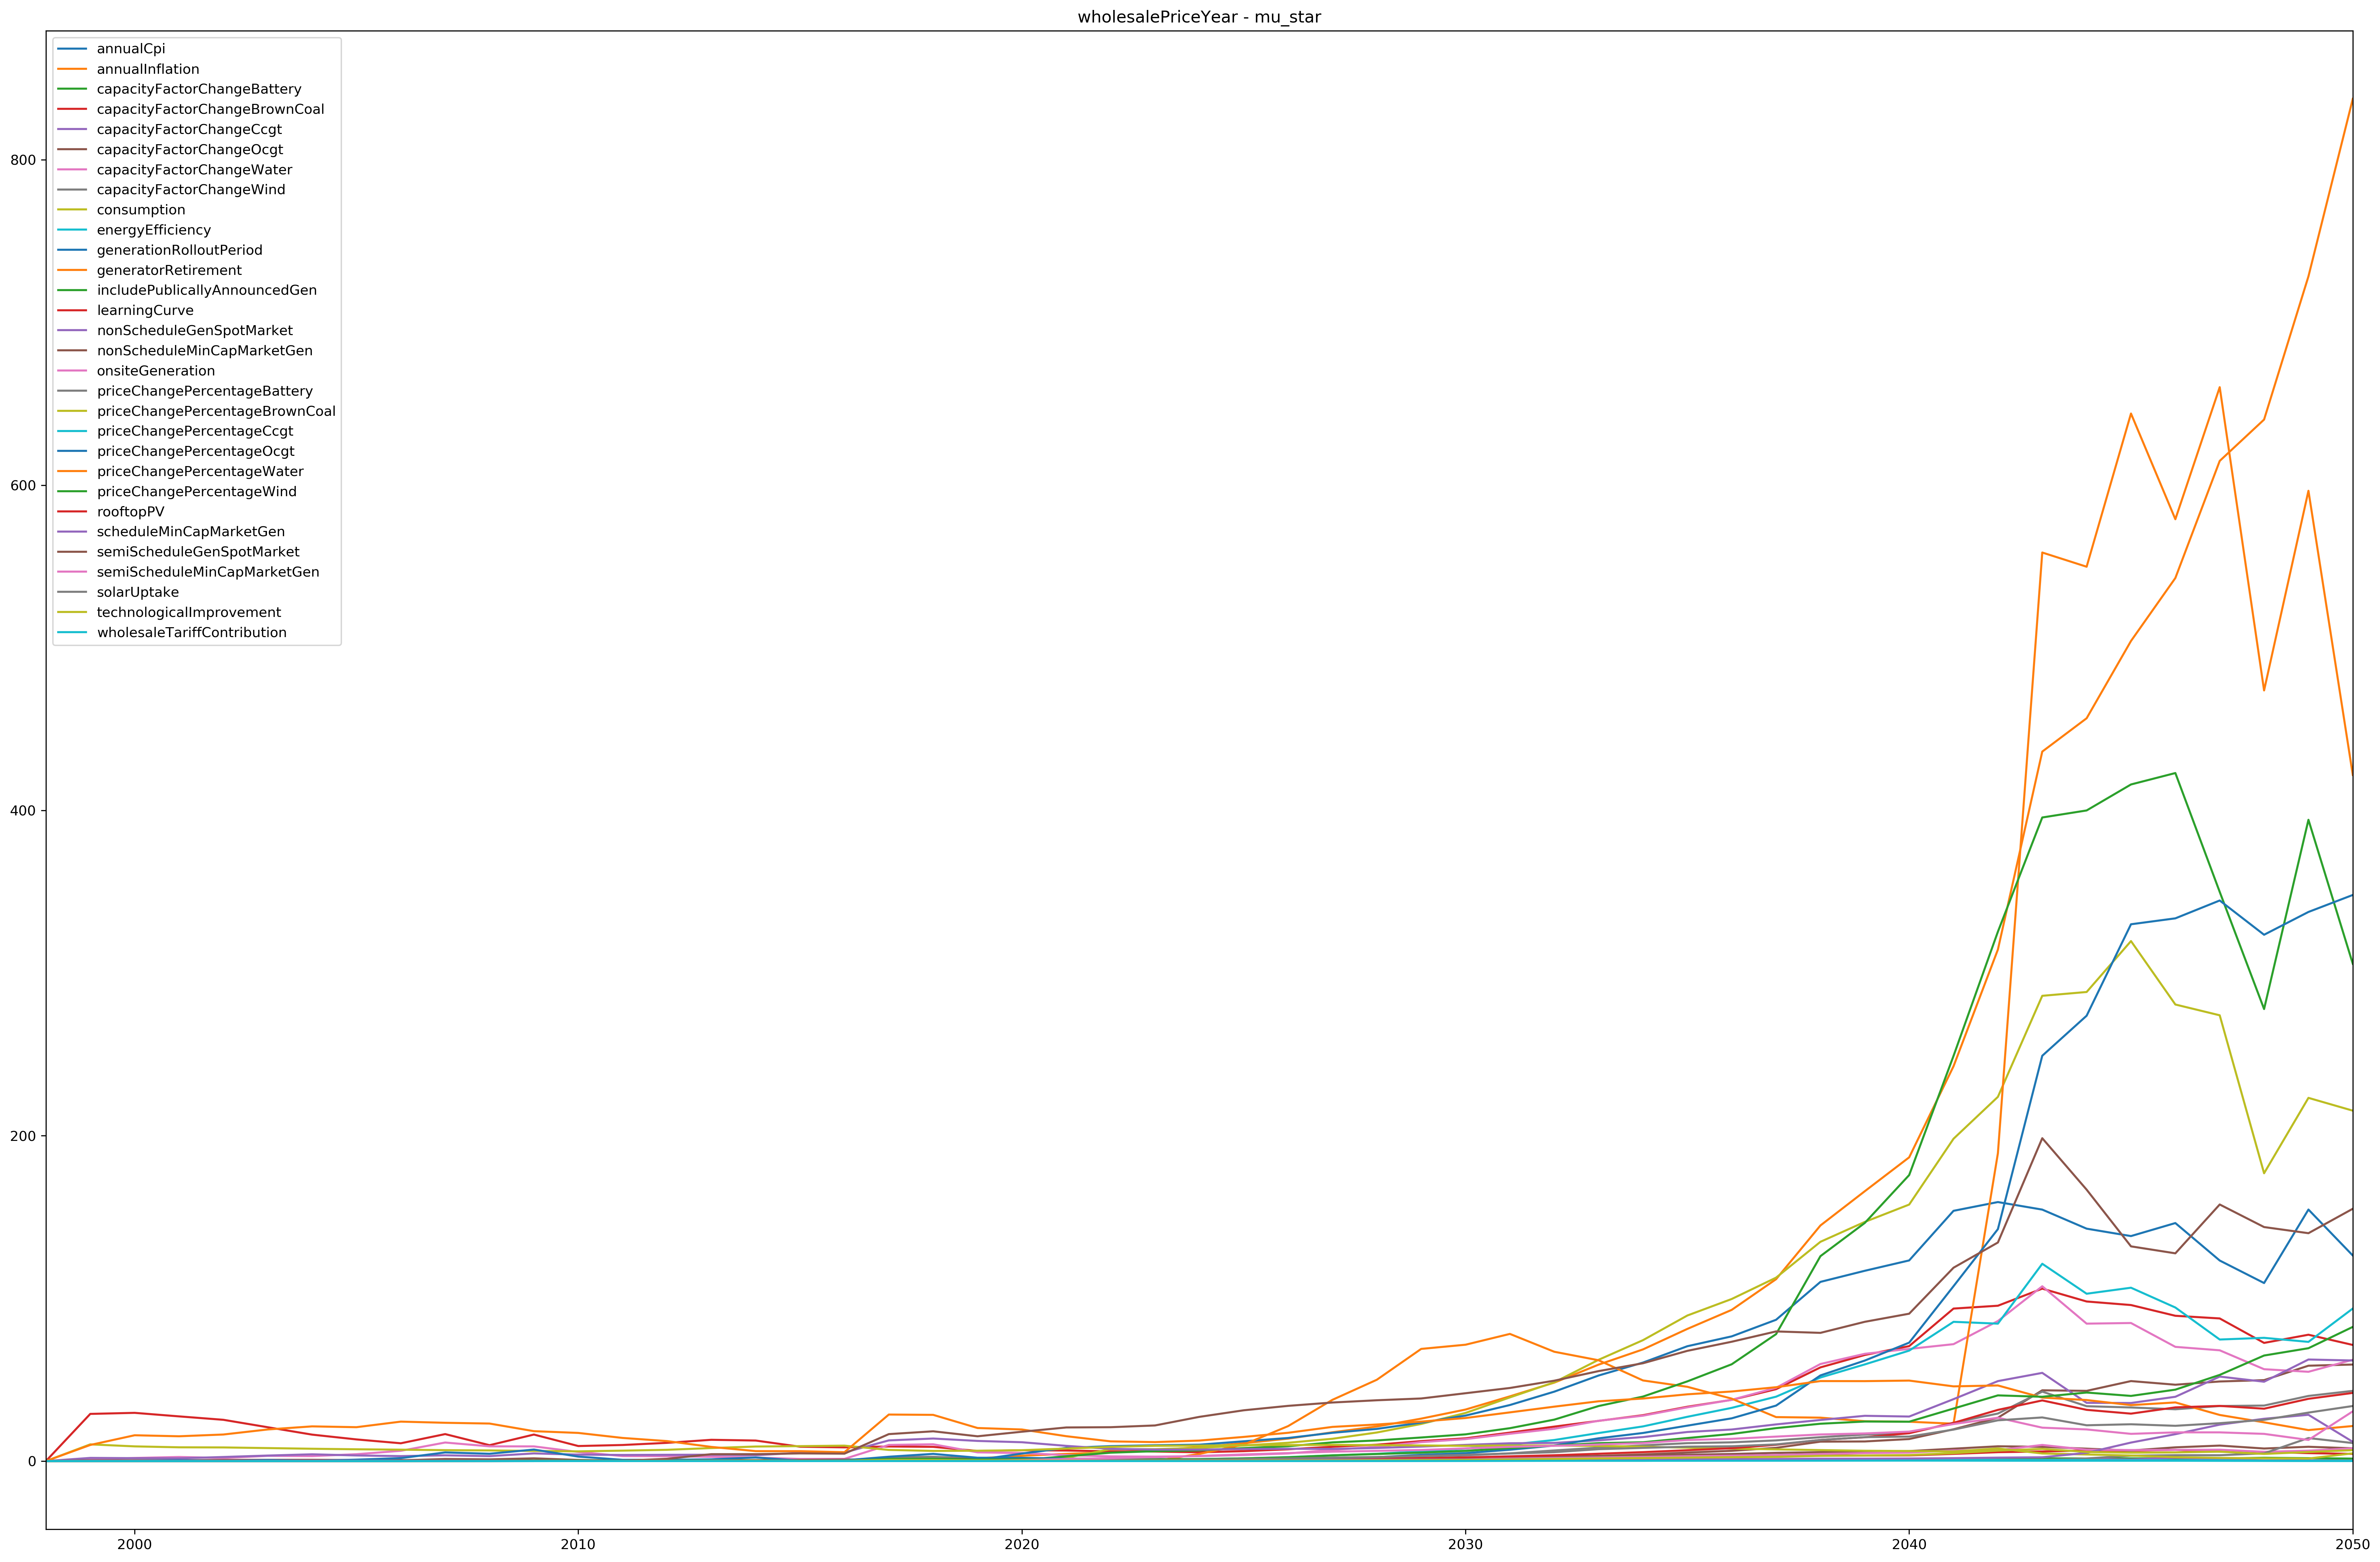 wholesalePriceYear - mu_star
annualCpi
annualInflation
capacityFactorChangeBattery
capacityFactorChangeBrownCoal
capacityFactorChangeCcgt
capacityFactorChangeOcgt
capacityFactorChangeWater
capacityFactorChangeWind
consumption
energyEfficiency
generationRolloutPeriod
generatorRetirement
includePublicallyAnnouncedGen
learningCurve
nonScheduleGenSpotMarket
nonScheduleMinCapMarketGen
onsiteGeneration
priceChangePercentageBattery
priceChangePercentageBrownCoal
priceChangePercentageCcgt
priceChangePercentageOcgt
priceChangePercentageWater
priceChangePercentageWind
rooftopPV
scheduleMinCapMarketGen
semiScheduleGenSpotMarket
semiScheduleMinCapMarketGen
solarUptake
technologicalImprovement
wholesaleTariffContribution
800
600
400
200
0
2000 2010 2020 2030 2040 2050